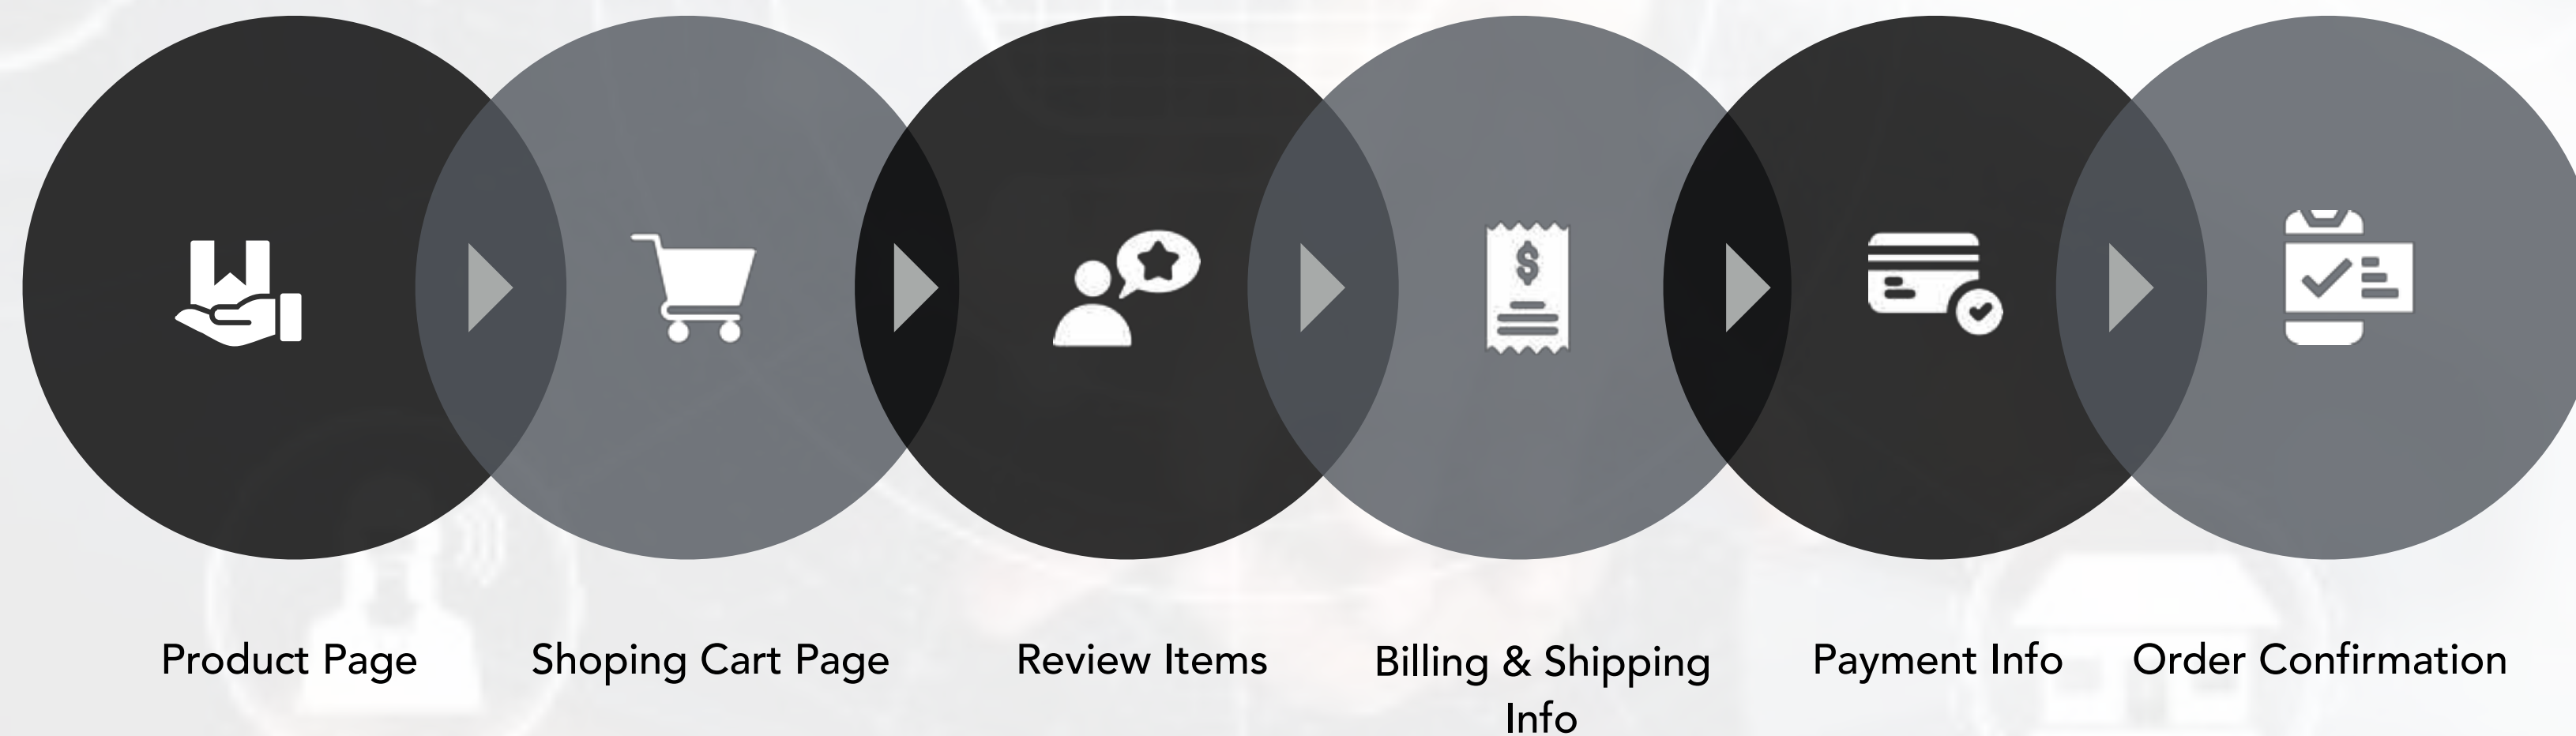 $
Product Page
Shoping Cart Page
Review Items
Billing & Shipping
Info
Payment Info
Order Confirmation